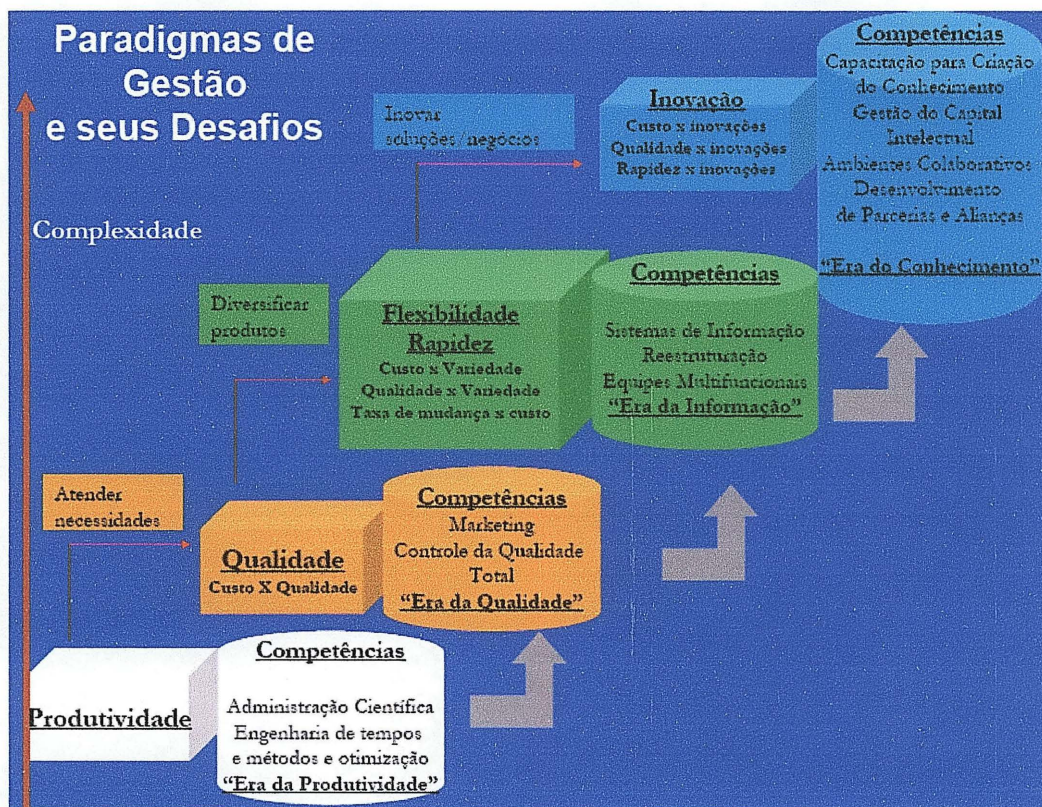 Paradigmas de
Gestão
e seus Desafios
Complexidade
Inovar
soluções/negócios
Inovação
Custo x inovações
Qualidade x inovações
Rapidez x inovações
Competências
Capacitação para Criação
do Conhecimento
Gestão do Capital
Intelectual
Ambientes Colaborativos
Desenvolvimento
de Parcerias e Alianças
“Era do Conhecimento”
Diversificar
produtos
Flexibilidade
Rapidez
Custo x Variedade
Qualidade x Variedade
Taxa de mudança x custo
Competências
Sistemas de Informação
Reestruturação
Equipes Multifuncionais
“Era da Informação”
Atender
necessidades
Qualidade
Custo X Qualidade
Competências
Marketing
Controle da Qualidade
Total
“Era da Qualidade”
Produtividade
Competências
Administração Científica
Engenharia de tempos
e métodos e otimização
“Era da Produtividade”